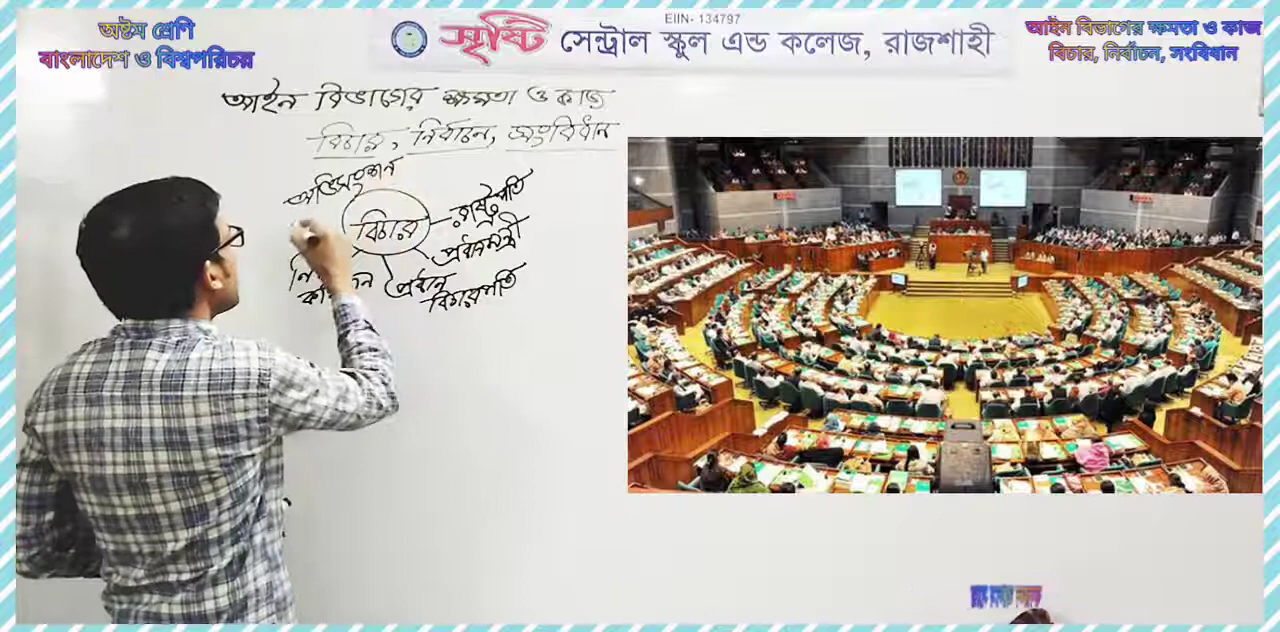 অষ্টম শ্রেণি
বাংলাদেশ ও বিশ্বপরিচয়
EIIN- 134797
সৃষ্টি সেন্ট্রাল স্কুল এন্ড কলেজ, রাজশাহী
আইন বিভাগের ক্ষমতা ও কাজ
বিচার, নির্বাচন, সংবিধান
আইন বিভাগের ক্ষমতা ও কাজ
বিচার, নির্বাচন, সংবিধান
অভিসংশন
বিচার
রাষ্ট্রপতি
প্রধানমন্ত্রী
প্রধান
বিচারপতি